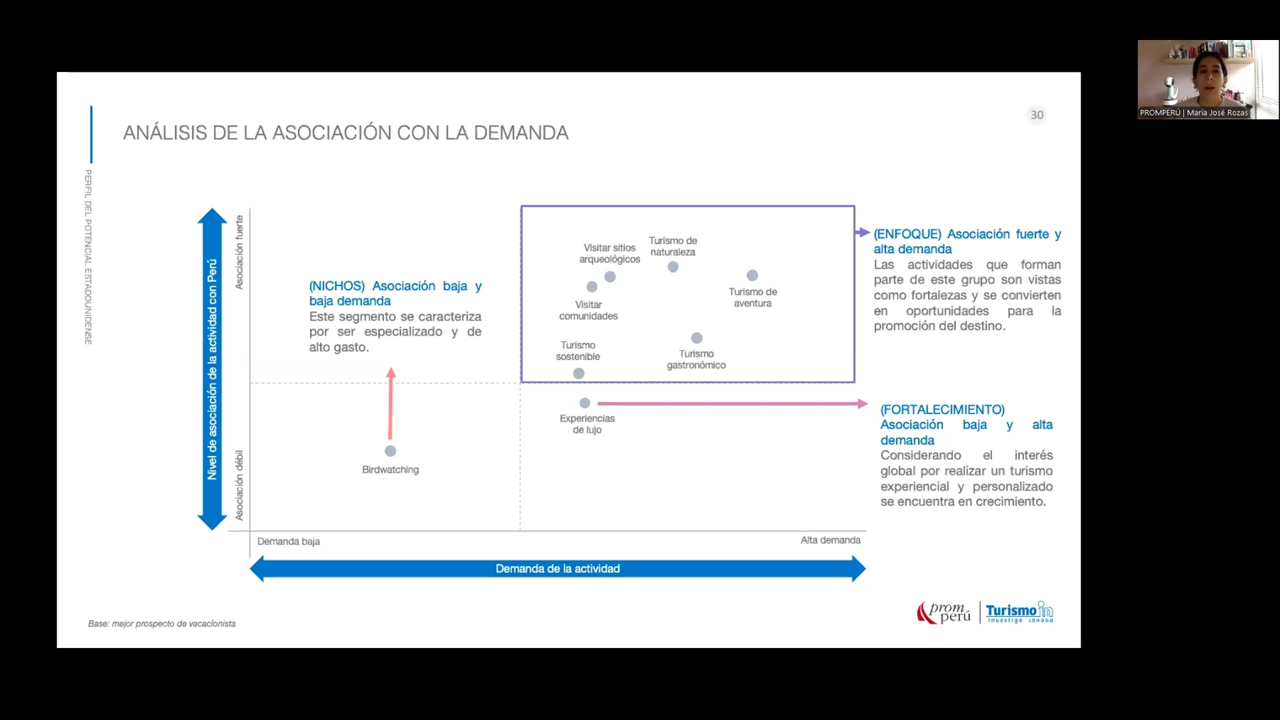 PROMPERÚ | María José Rozas
30
ANÁLISIS DE LA ASOCIACIÓN CON LA DEMANDA
PERFIL DEL POTENCIAL ESTADOUNIDENSE
Nivel de asociación de la actividad con Perú
Asociación fuerte
Asociación débil
(NICHOS) Asociación baja y
baja demanda
Este segmento se caracteriza
por ser especializado y de
alto gasto.
Birdwatching
Visitar sitios
arqueológicos
Turismo de
naturaleza
Visitar
comunidades
Turismo de
aventura
Turismo
sostenible
Turismo
gastronómico
Experiencias
de lujo
(ENFOQUE) Asociación fuerte y
alta demanda
Las actividades que forman
parte de este grupo son vistas
como fortalezas y se convierten
en oportunidades para la
promoción del destino.
(FORTALECIMIENTO)
Asociación baja y alta
demanda
Considerando el interés
global por realizar un turismo
experiencial y personalizado
se encuentra en crecimiento.
Demanda baja
Alta demanda
Demanda de la actividad
Base: mejor prospecto de vacacionista
prom
perú
Turismo in
investiga innova